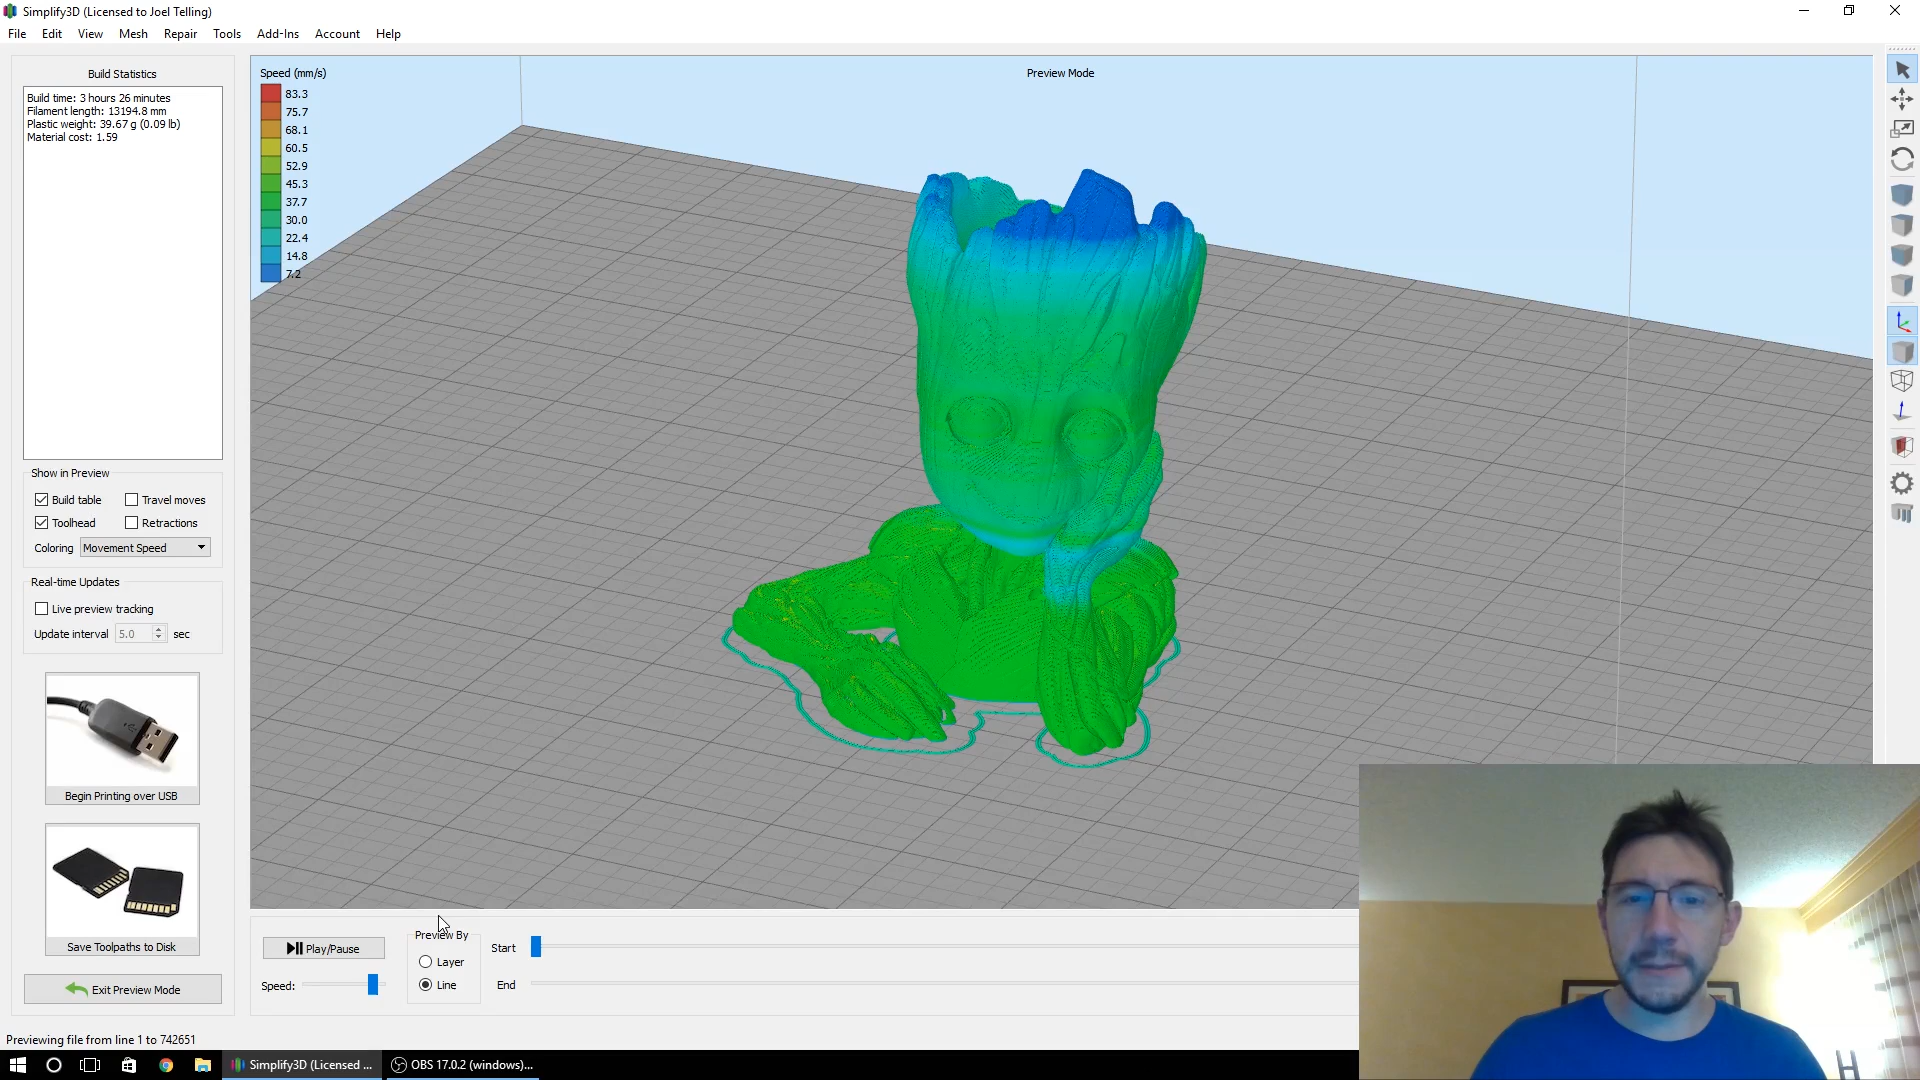 Simplify3D (Licensed to Joel Telling)
File Edit View Mesh Repair Tools Add-Ins Account Help
Build Statistics
Build time: 3 hours 26 minutes
Filament length: 13194.8 mm
Plastic weight: 39.67 g (0.09 lb)
Material cost: 1.59
Speed (mm/s)
83.3
75.7
68.1
60.5
52.9
45.3
37.7
30.0
22.4
14.8
7.2
Preview Mode
Show in Preview
Build table Travel moves
Toolhead Retractions
Coloring Movement Speed
Real-time Updates
Live preview tracking
Update interval 5.0 sec
Begin Printing over USB
Save Toolpaths to Disk
Exit Preview Mode
Play/Pause
Speed:
Preview By
Layer
Line
Start
End
Previewing file from line 1 to 742651
Simplify3D (Licensed ...
OBS 17.0.2 (windows)...